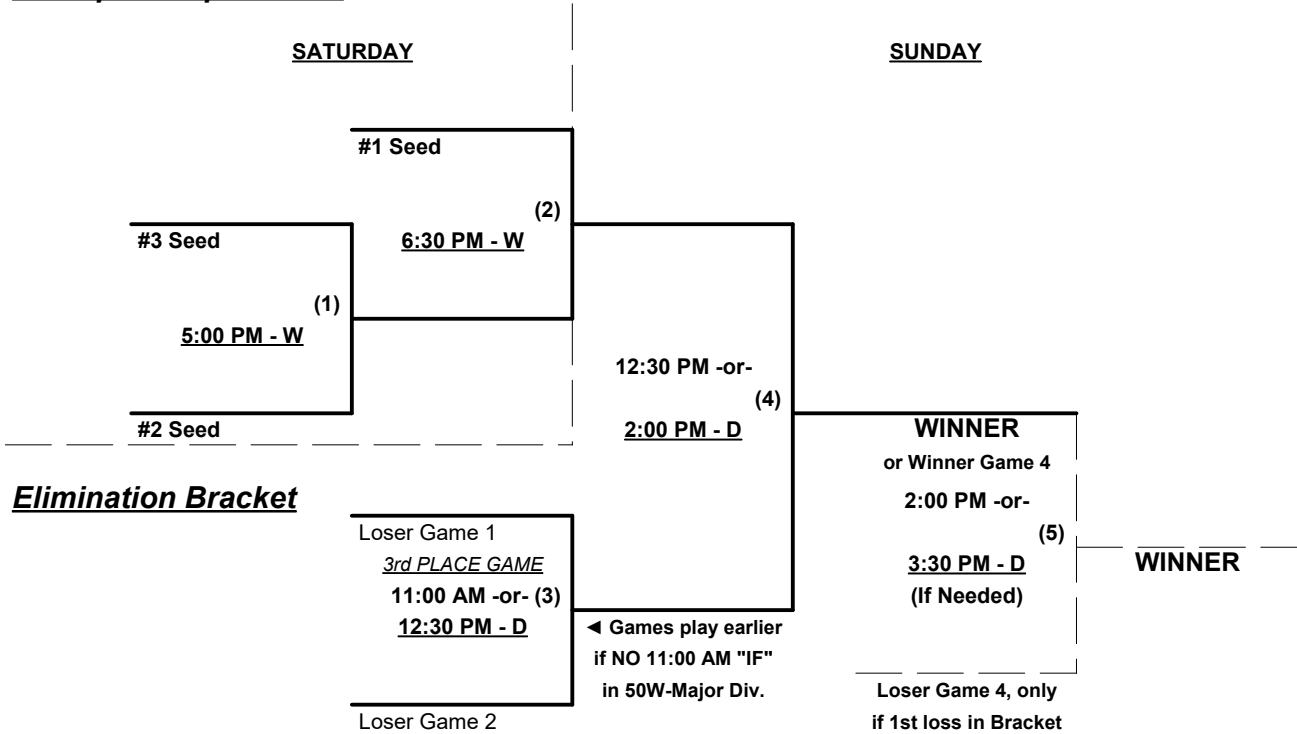 SATURDAY
SUNDAY
#1 Seed
(2)
6:30 PM - W
#3 Seed
(1)
5:00 PM - W
#2 Seed
12:30 PM -or-
(4)
2:00 PM - D
WINNER
or Winner Game 4
2:00 PM -or-
(5)
3:30 PM - D
(If Needed)
WINNER
Loser Game 4, only
if 1st loss in Bracket
Elimination Bracket
Loser Game 1
3rd PLACE GAME
11:00 AM -or- (3)
12:30 PM - D
Loser Game 2
◄ Games play earlier
if NO 11:00 AM "IF"
in 50W-Major Div.